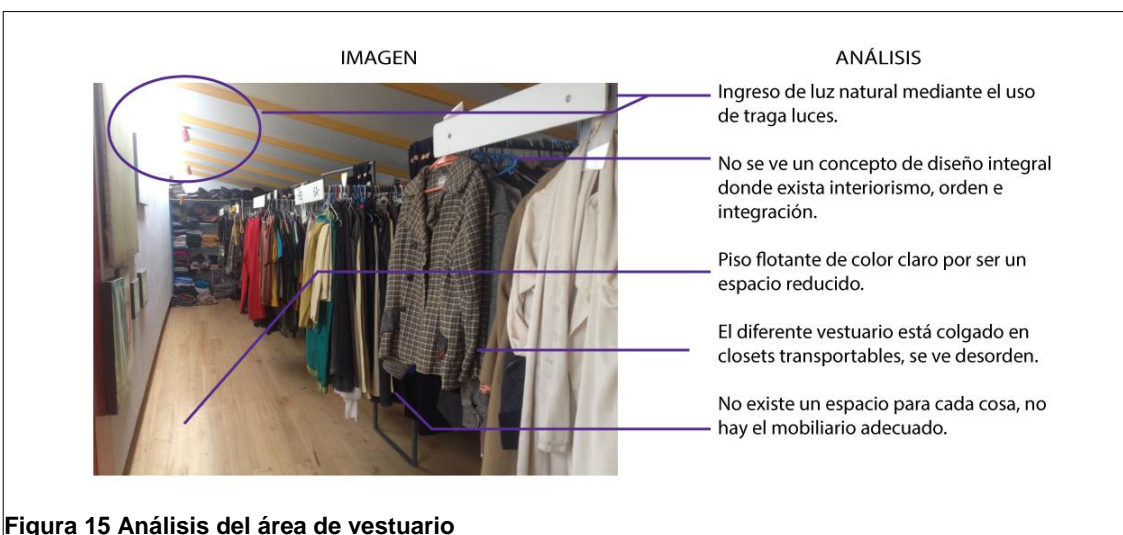 IMAGEN
ANÁLISIS
Ingreso de luz natural mediante el uso
de traga luces.
No se ve un concepto de diseño integral
donde exista interiorismo, orden e
integración.
Piso flotante de color claro por ser un
espacio reducido.
El diferente vestuario está colgado en
closets transportables, se ve desorden.
No existe un espacio para cada cosa, no
hay el mobiliario adecuado.
Figura 15 Análisis del área de vestuario